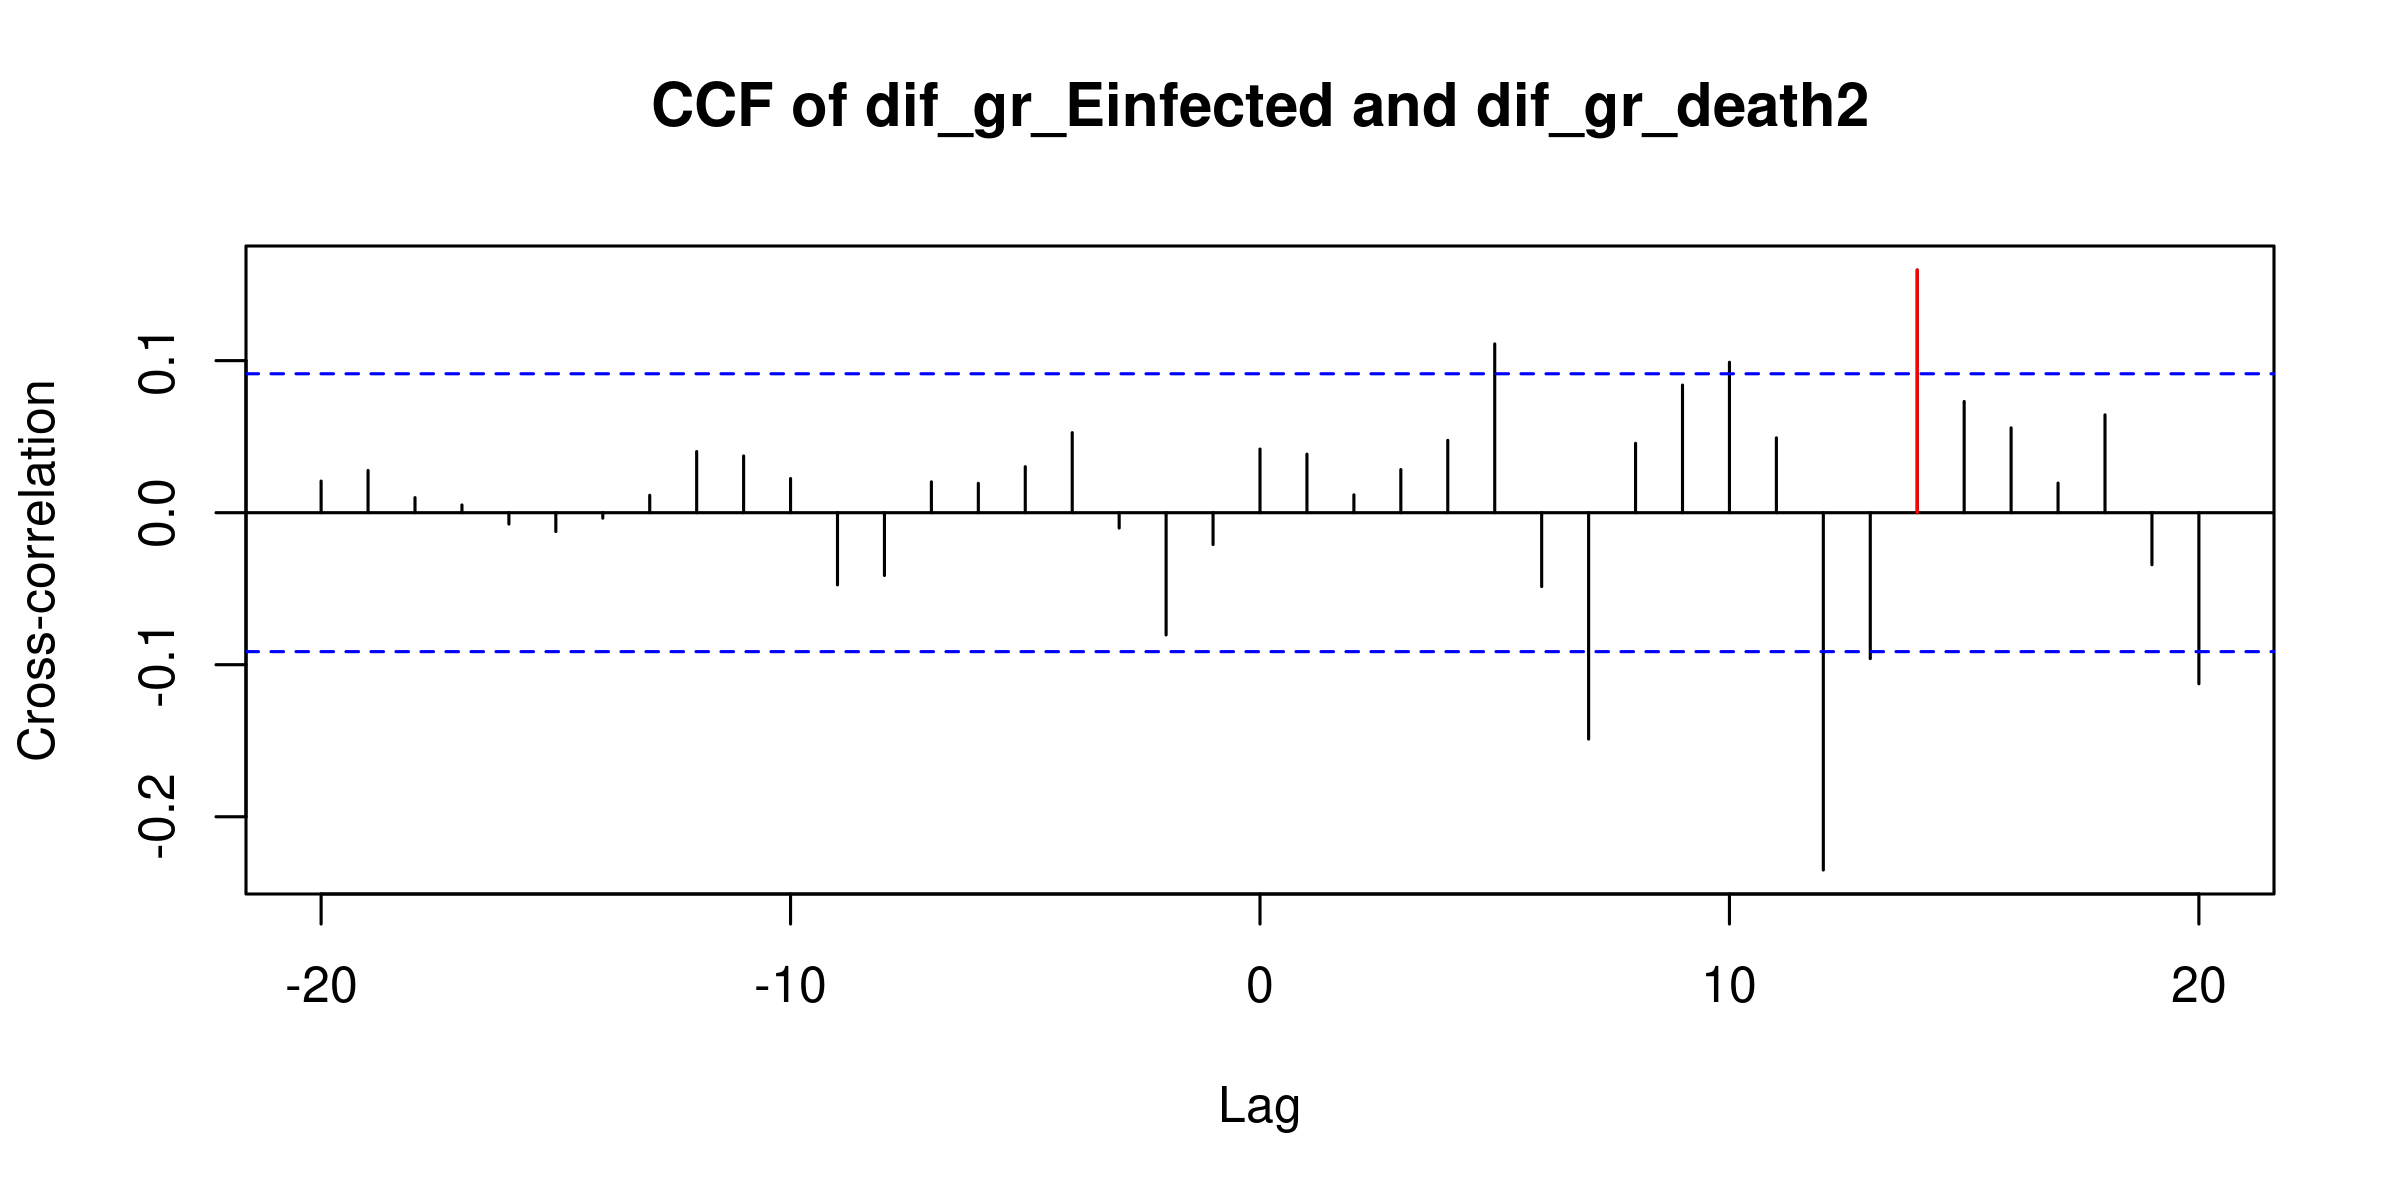 CCF of dif_gr_Einfected and dif_gr_death2
Cross-correlation
0.1
0.0
-0.1
-0.2
-20 -10 0 10 20
Lag